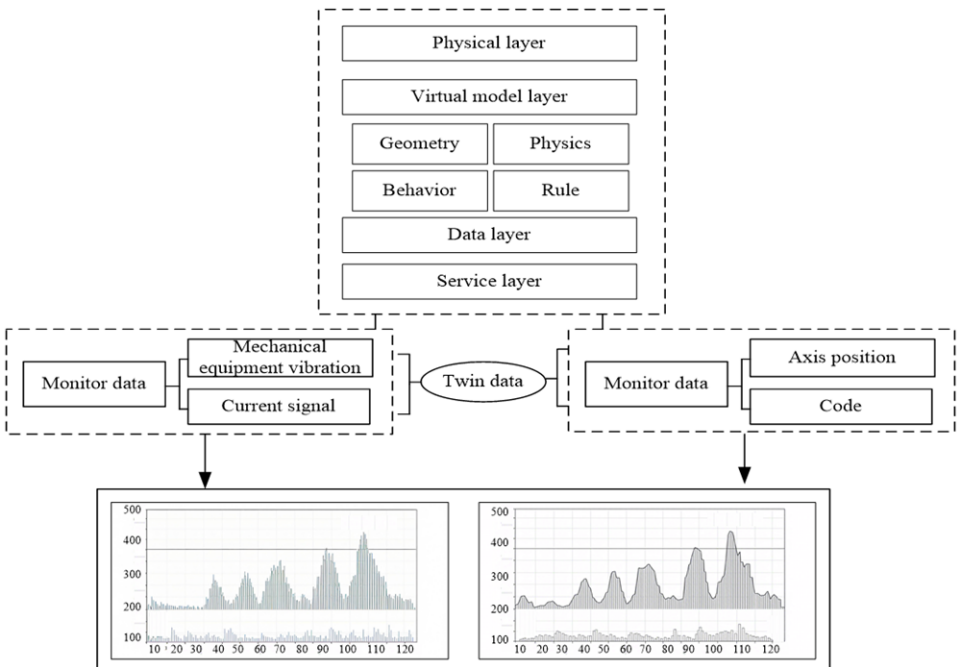 Physical layer
Virtual model layer
Geometry
Physics
Behavior
Rule
Data layer
Service layer
Monitor data
Mechanical
equipment vibration
Current signal
Twin data
Monitor data
Axis position
Code
500
400
300
200
100
10 20 30 40 50 60 70 80 90 100 110 120
500
400
300
200
100
10 20 30 40 50 60 70 80 90 100 110 120